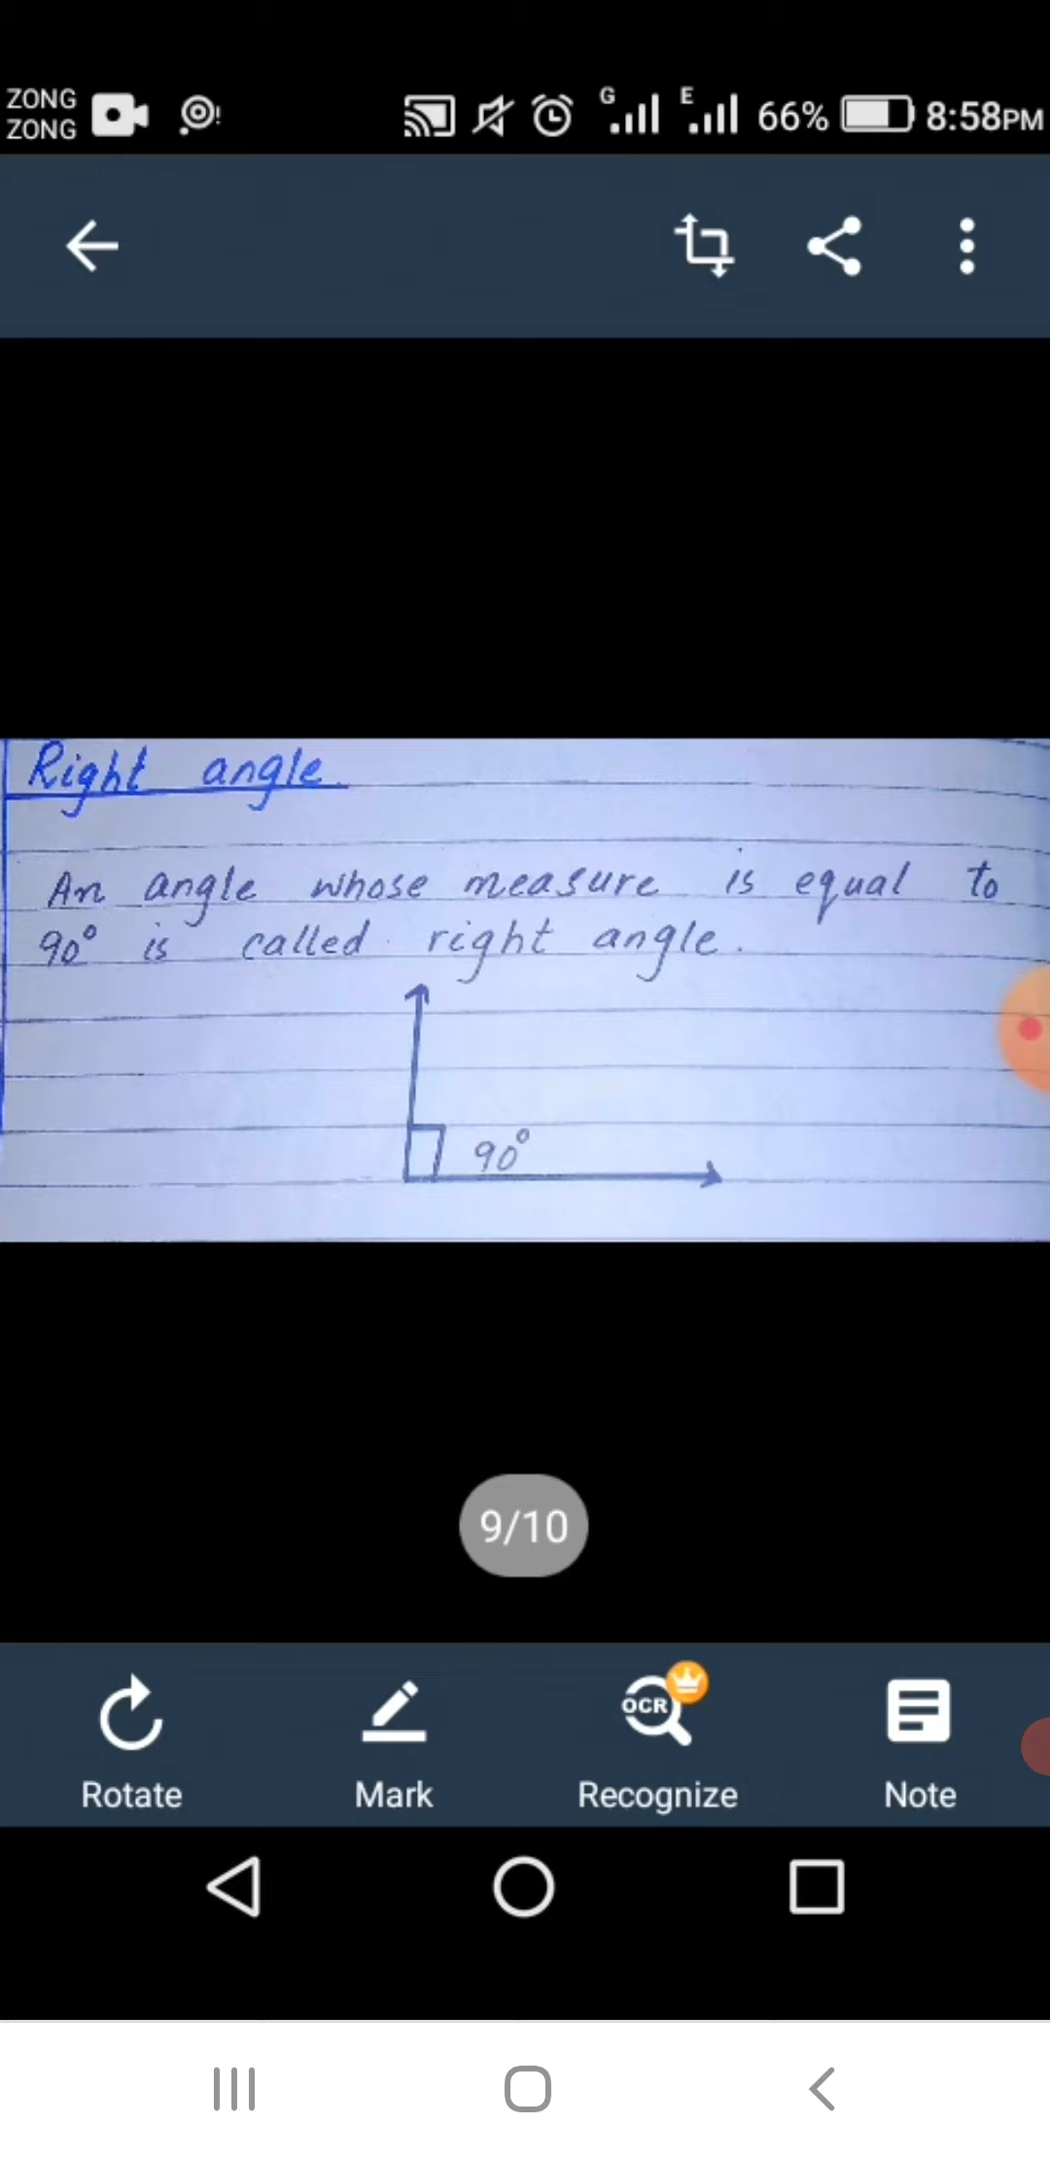 ZONG
ZONG
G E 66% 8:58PM
Right angle
An angle whose measure is equal to
90° is called right angle.
90°
9/10
OCR
Rotate Mark Recognize Note